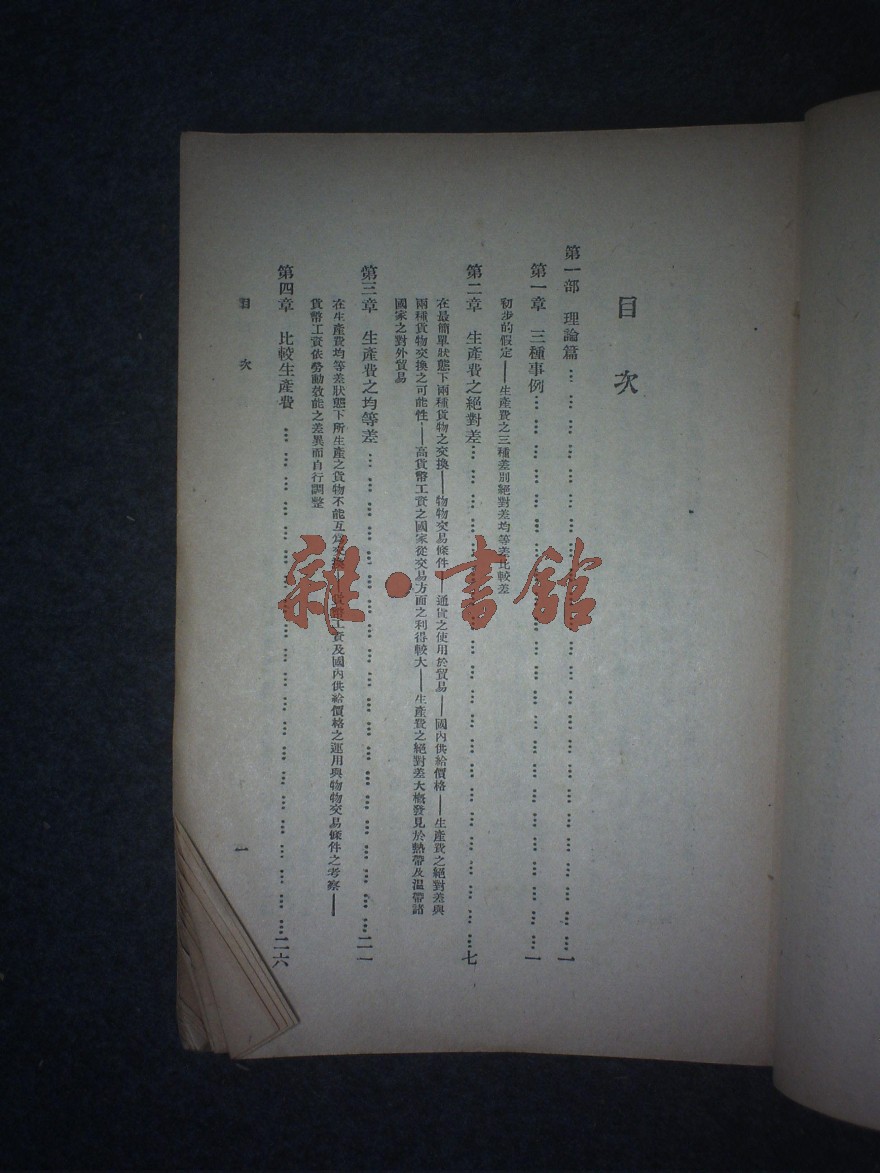 目次
第一部 理論篇……一
第一章 三種事例……一
初步的假定——生產費之三種差別絕對差均等差比較差
第二章 生產費之絕對差……七
在最簡單狀態下兩種貨物之交換——物物交易條件——通貨之使用於貿易——國內供給價格——生產費之絕對差與
兩種貨物交換之可能性——高貨幣工資之國家從交易方面之利得較大——生產費之絕對差大概發見於熱帶及溫帶諸
國家之對外貿易
第三章 生產費之均等差……二一
在生產費均等差狀態下所生產之貨物不能互爲交換——貨幣工資及國內供給價格之運用與物物交易條件之考察——
貨幣工資依勞動效能之差異而自行調整
第四章 比較生產費……二六
目次
一
雜·書館